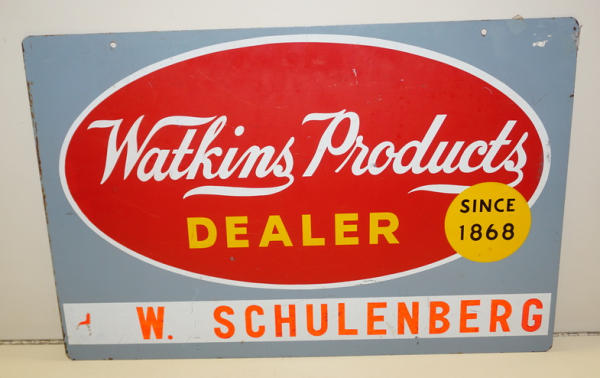 Watkins Products
DEALER
SINCE
1868
W. SCHULENBERG